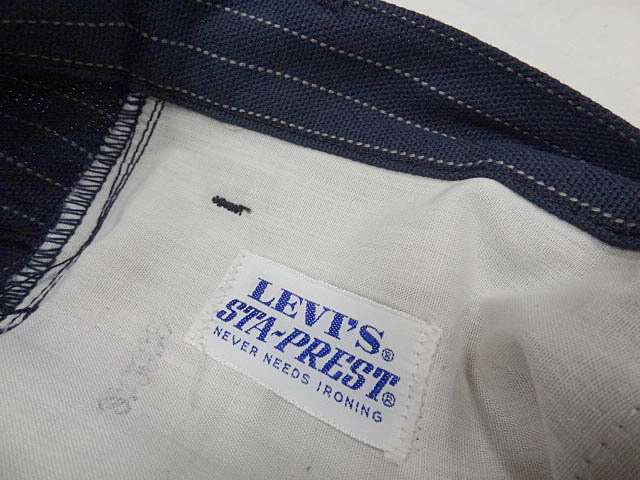 LEVI'S®
STA-PREST®
NEVER NEEDS IRONING